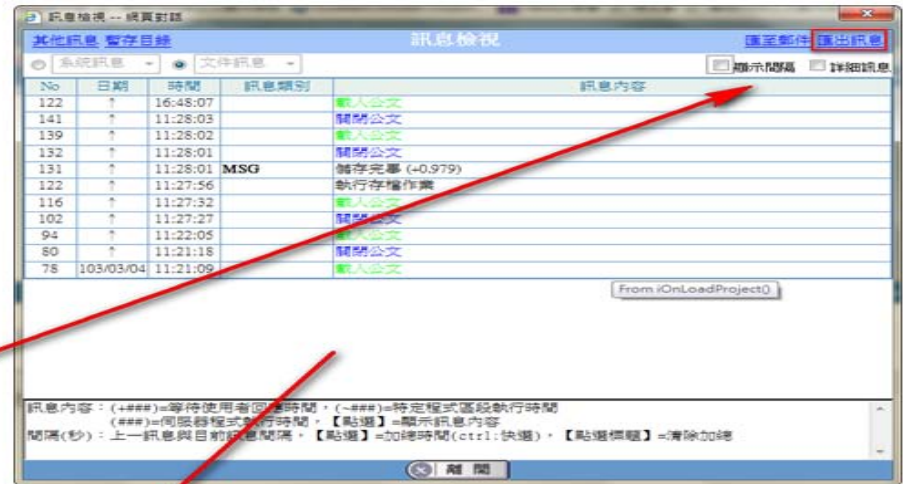 訊息檢視 -- 網頁對話
其他訊息 暫存目錄 訊息檢視 匯至郵件 匯出訊息
系統訊息 文件訊息 顯示間隔 詳細訊息
No 日期 時間 訊息類別 訊息內容
122 ↑ 16:48:07 載入公文
141 ↑ 11:28:03 關閉公文
139 ↑ 11:28:02 載入公文
132 ↑ 11:28:01 關閉公文
131 ↑ 11:28:01 MSG 儲存完畢 (+0.979)
122 ↑ 11:27:56 執行存檔作業
116 ↑ 11:27:32 載入公文
102 ↑ 11:27:27 關閉公文
94 ↑ 11:22:05 載入公文
80 ↑ 11:21:18 關閉公文
78 103/03/04 11:21:09 載入公文
From iOnLoadProject()
訊息內容：(+###)=等待使用者回應時間，(~###)=特定程式區段執行時間
(###)=伺服器程式執行時間，【點選】=顯示訊息內容
間隔(秒)：上一訊息與目前訊息間隔，【點選】=加總時間(ctrl:快選)，【點選標題】=清除加總
離開